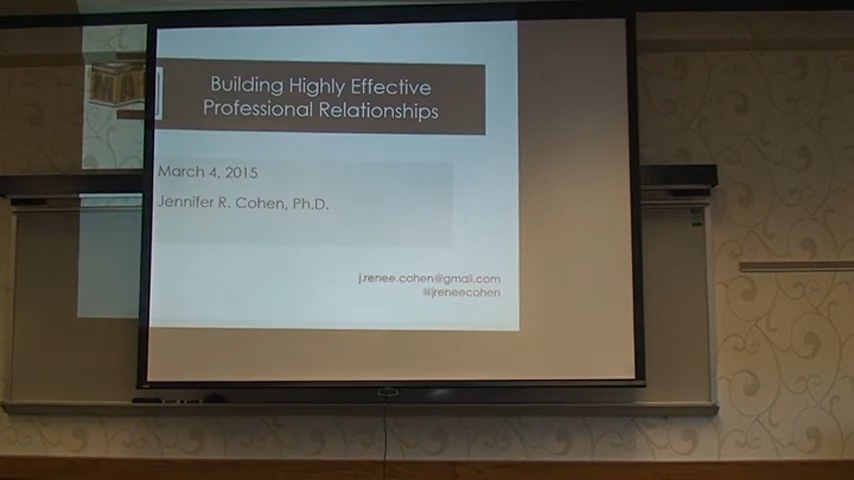 Building Highly Effective
Professional Relationships
March 4, 2015
Jennifer R. Cohen, Ph.D.
j.renee.cohen@gmail.com
@jreneecohen